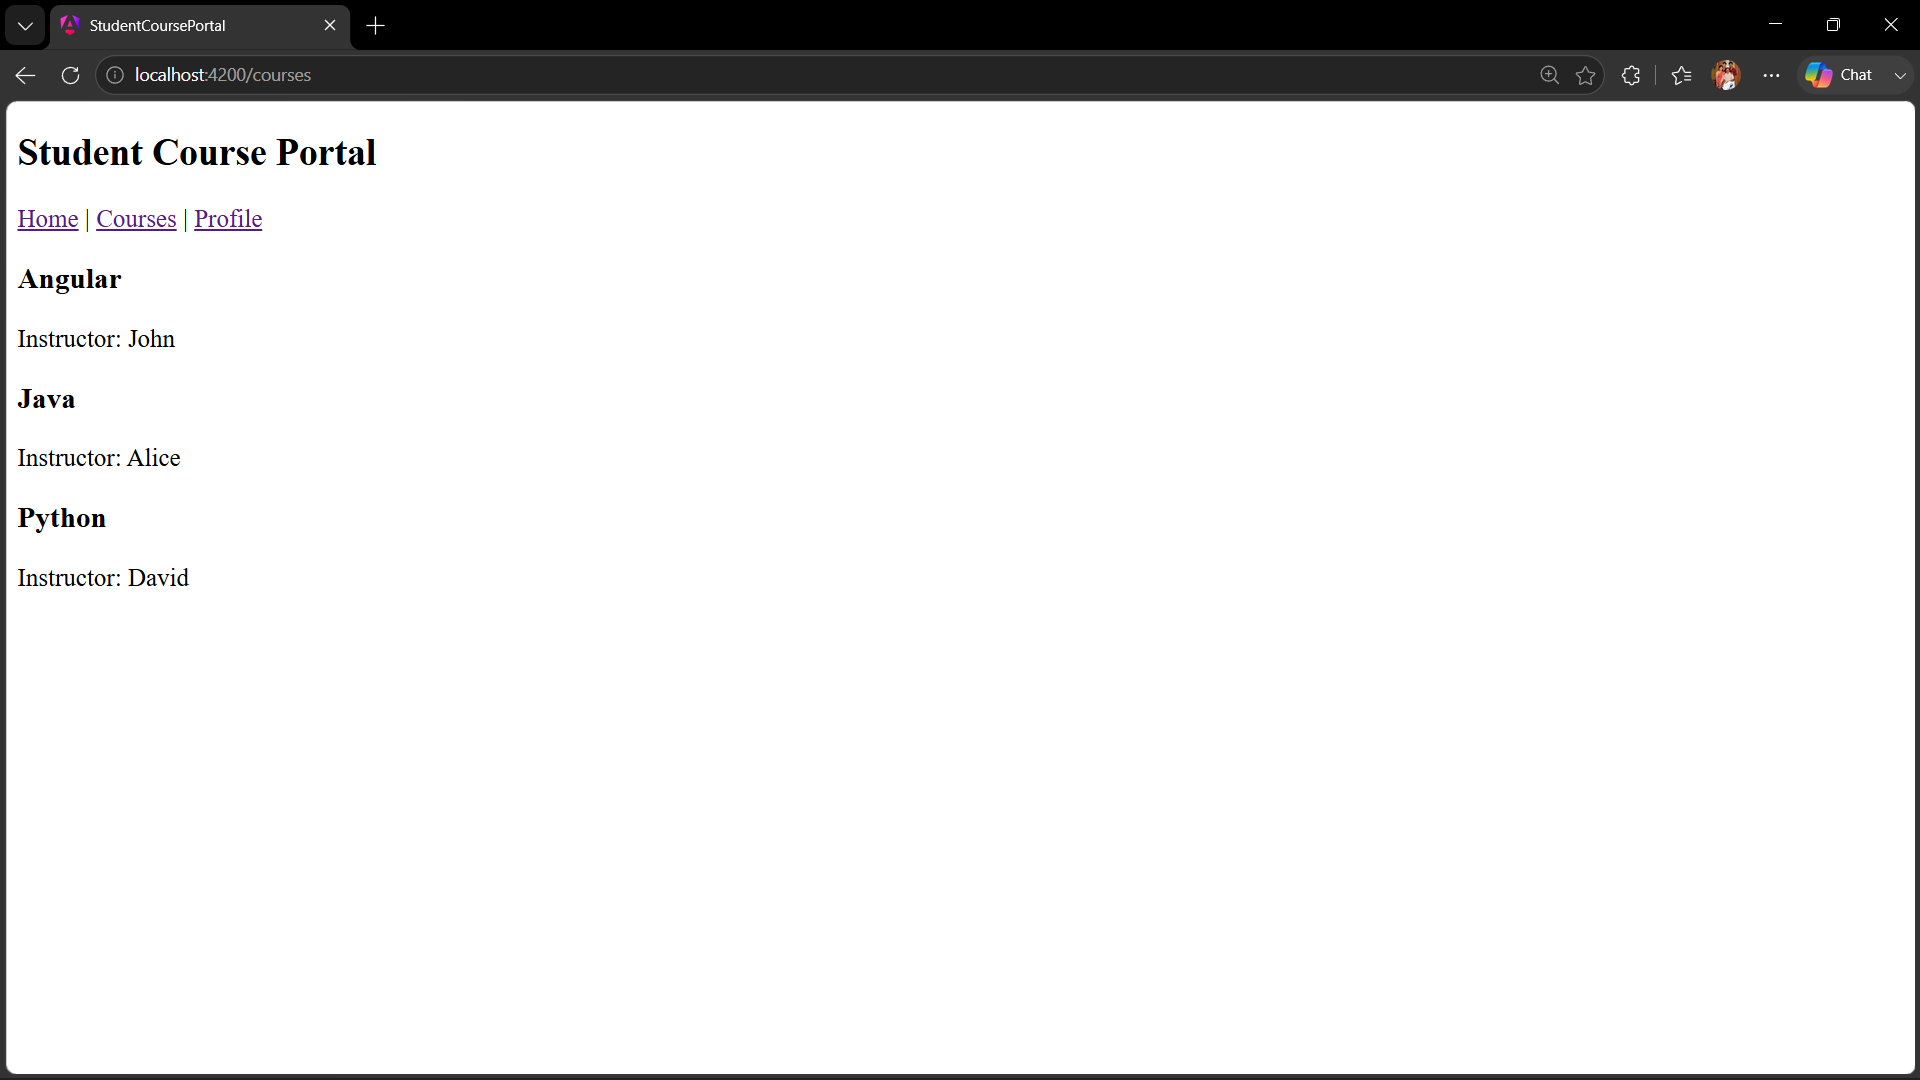 StudentCoursePortal
localhost:4200/courses
Chat
Student Course Portal
Home | Courses | Profile
Angular
Instructor: John
Java
Instructor: Alice
Python
Instructor: David